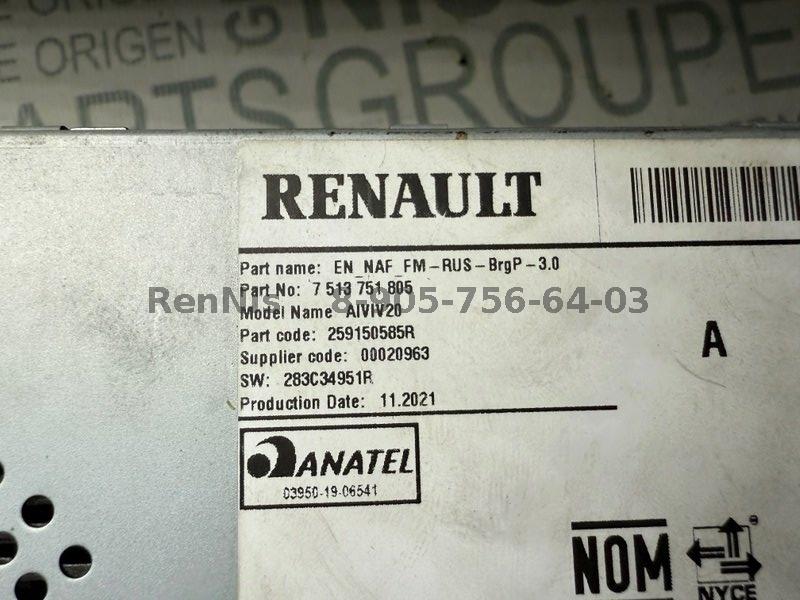 E ORIGEN
PARTS GROUPE
RENAULT
Part name: EN_NAF_FM-RUS-BrgP-3.0
Part No: 7 513 751 805
RenNis 8-905-756-64-03
Model Name AIVIV20
Part code: 259150585R
A
Supplier code: 00020963
SW: 283C34951R
Production Date: 11.2021
ANATEL
03950-19-06541
NOM
NYCE